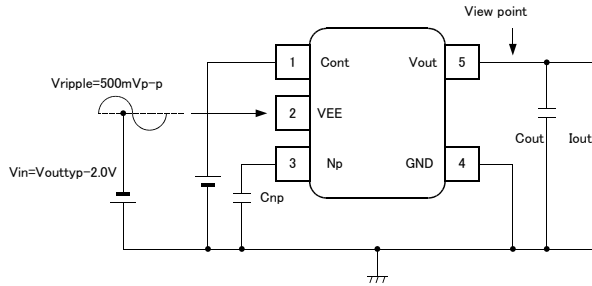 View point
1 Cont Vout 5
Vripple=500mVp-p
2 VEE
Cout Iout
3 Np GND 4
Vin=Vouttyp-2.0V
Cnp